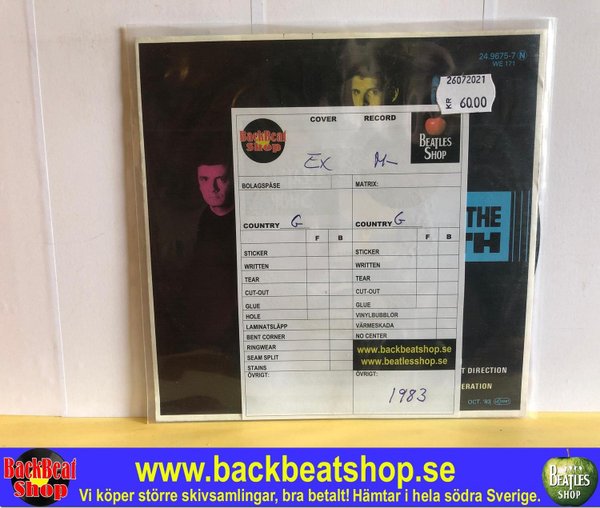 24.9675-7 N
WE 171
26072021
KR 60.00
COVER RECORD
BackBeat Shop
BEATLES SHOP
EX M-
BOLAGSPÅSE MATRIX:
COUNTRY G COUNTRY G
F B F B
STICKER STICKER
WRITTEN WRITTEN
TEAR TEAR
CUT-OUT CUT-OUT
GLUE GLUE
HOLE VINYLBUBBLOR
LAMINATSLÄPP VÄRMESKADA
BENT CORNER NO CENTER
RINGWEAR
SEAM SPLIT
STAINS
www.backbeatshop.se
www.beatlesshop.se
ÖVRIGT: ÖVRIGT:
1983
THE
TH
T DIRECTION
ERATION
OCT. '83
BackBeat Shop
www.backbeatshop.se
Vi köper större skivsamlingar, bra betalt! Hämtar i hela södra Sverige.
BEATLES SHOP